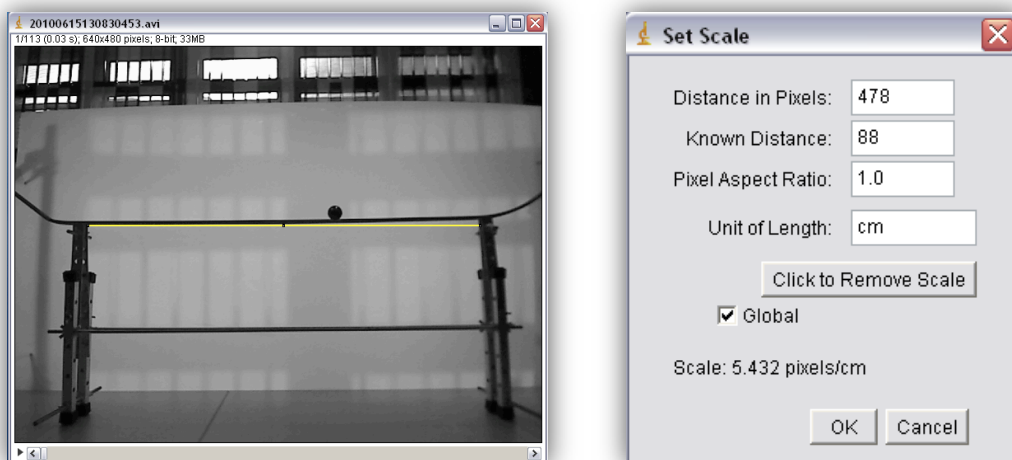 20100615130830453.avi
1/113 (0.03 s); 640x480 pixels; 8-bit; 33MB
Set Scale
Distance in Pixels: 478
Known Distance: 88
Pixel Aspect Ratio: 1.0
Unit of Length: cm
Click to Remove Scale
Global
Scale: 5.432 pixels/cm
OK Cancel